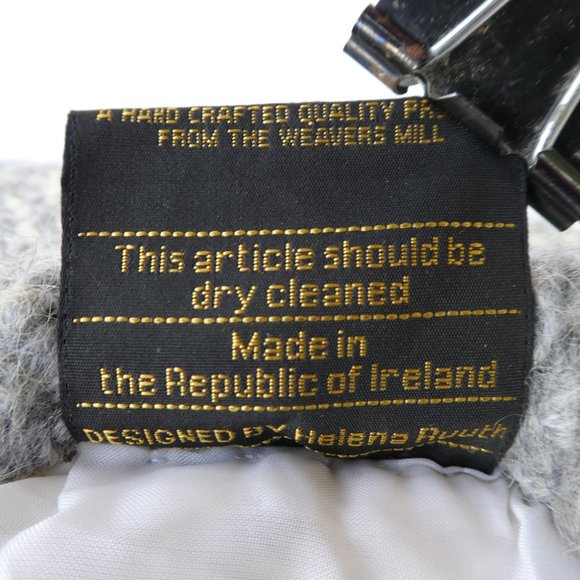 A HAND CRAFTED QUALITY
FROM THE WEAVERS MILL
This article should be
dry cleaned
Made in
the Republic of Ireland
DESIGNED BY Helena Ruuth